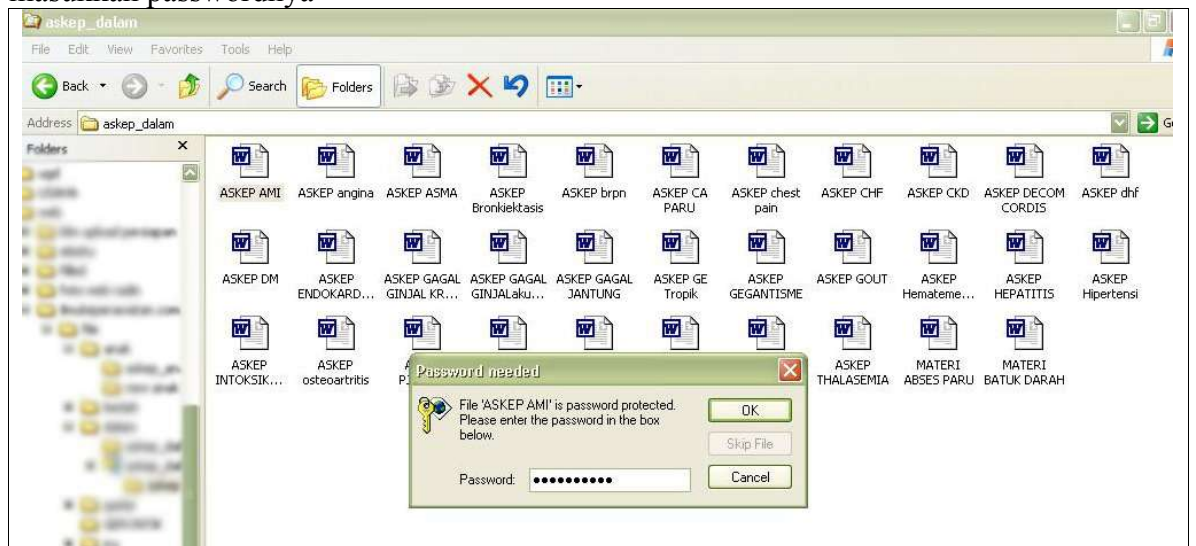 masukkan passwordnya
askep_dalam
File Edit View Favorites Tools Help
Back Search Folders
Address askep_dalam
Folders
ASKEP AMI ASKEP angina ASKEP ASMA ASKEP Bronkiektasis ASKEP brpn ASKEP CA PARU ASKEP chest pain ASKEP CHF ASKEP CKD ASKEP DECOM CORDIS ASKEP dhf
ASKEP DM ASKEP ENDOKARD... ASKEP GAGAL GINJAL KR... ASKEP GAGAL GINJALaku... ASKEP GAGAL JANTUNG ASKEP GE Tropik ASKEP GEGANTISME ASKEP GOUT ASKEP Hemateme... ASKEP HEPATITIS ASKEP Hipertensi
ASKEP INTOKSIK... ASKEP osteoartritis ASKEP THALASEMIA MATERI ABSES PARU MATERI BATUK DARAH
Password needed
File 'ASKEP AMI' is password protected.
Please enter the password in the box
below.
Password:
OK
Skip File
Cancel